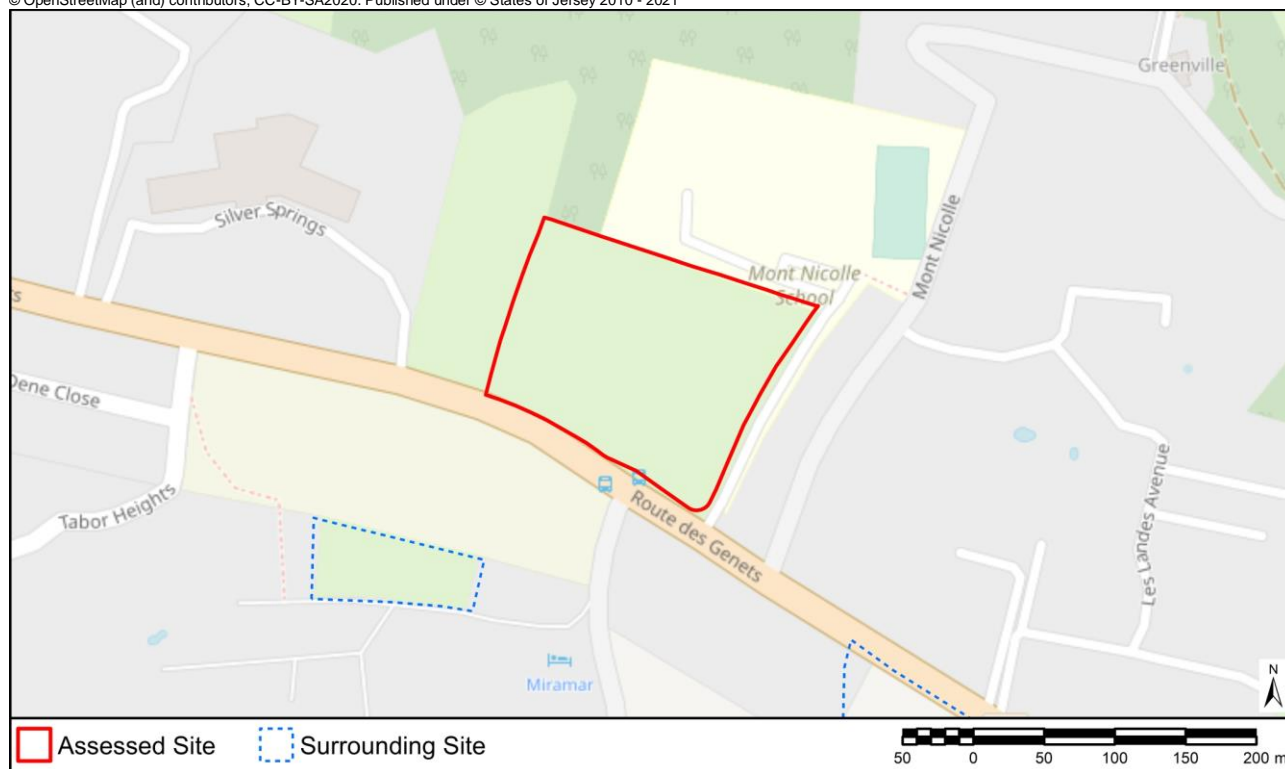 © OpenStreetMap (and) contributors, CC-BY-SA2020. Published under © States of Jersey 2010 - 2021
Greenville
Silver Springs
Mont Nicolle
Mont Nicolle
School
ts
Dene Close
Tabor Heights
Route des Genets
Les Landes Avenue
Miramar
N
Assessed Site
Surrounding Site
50 0 50 100 150 200 m